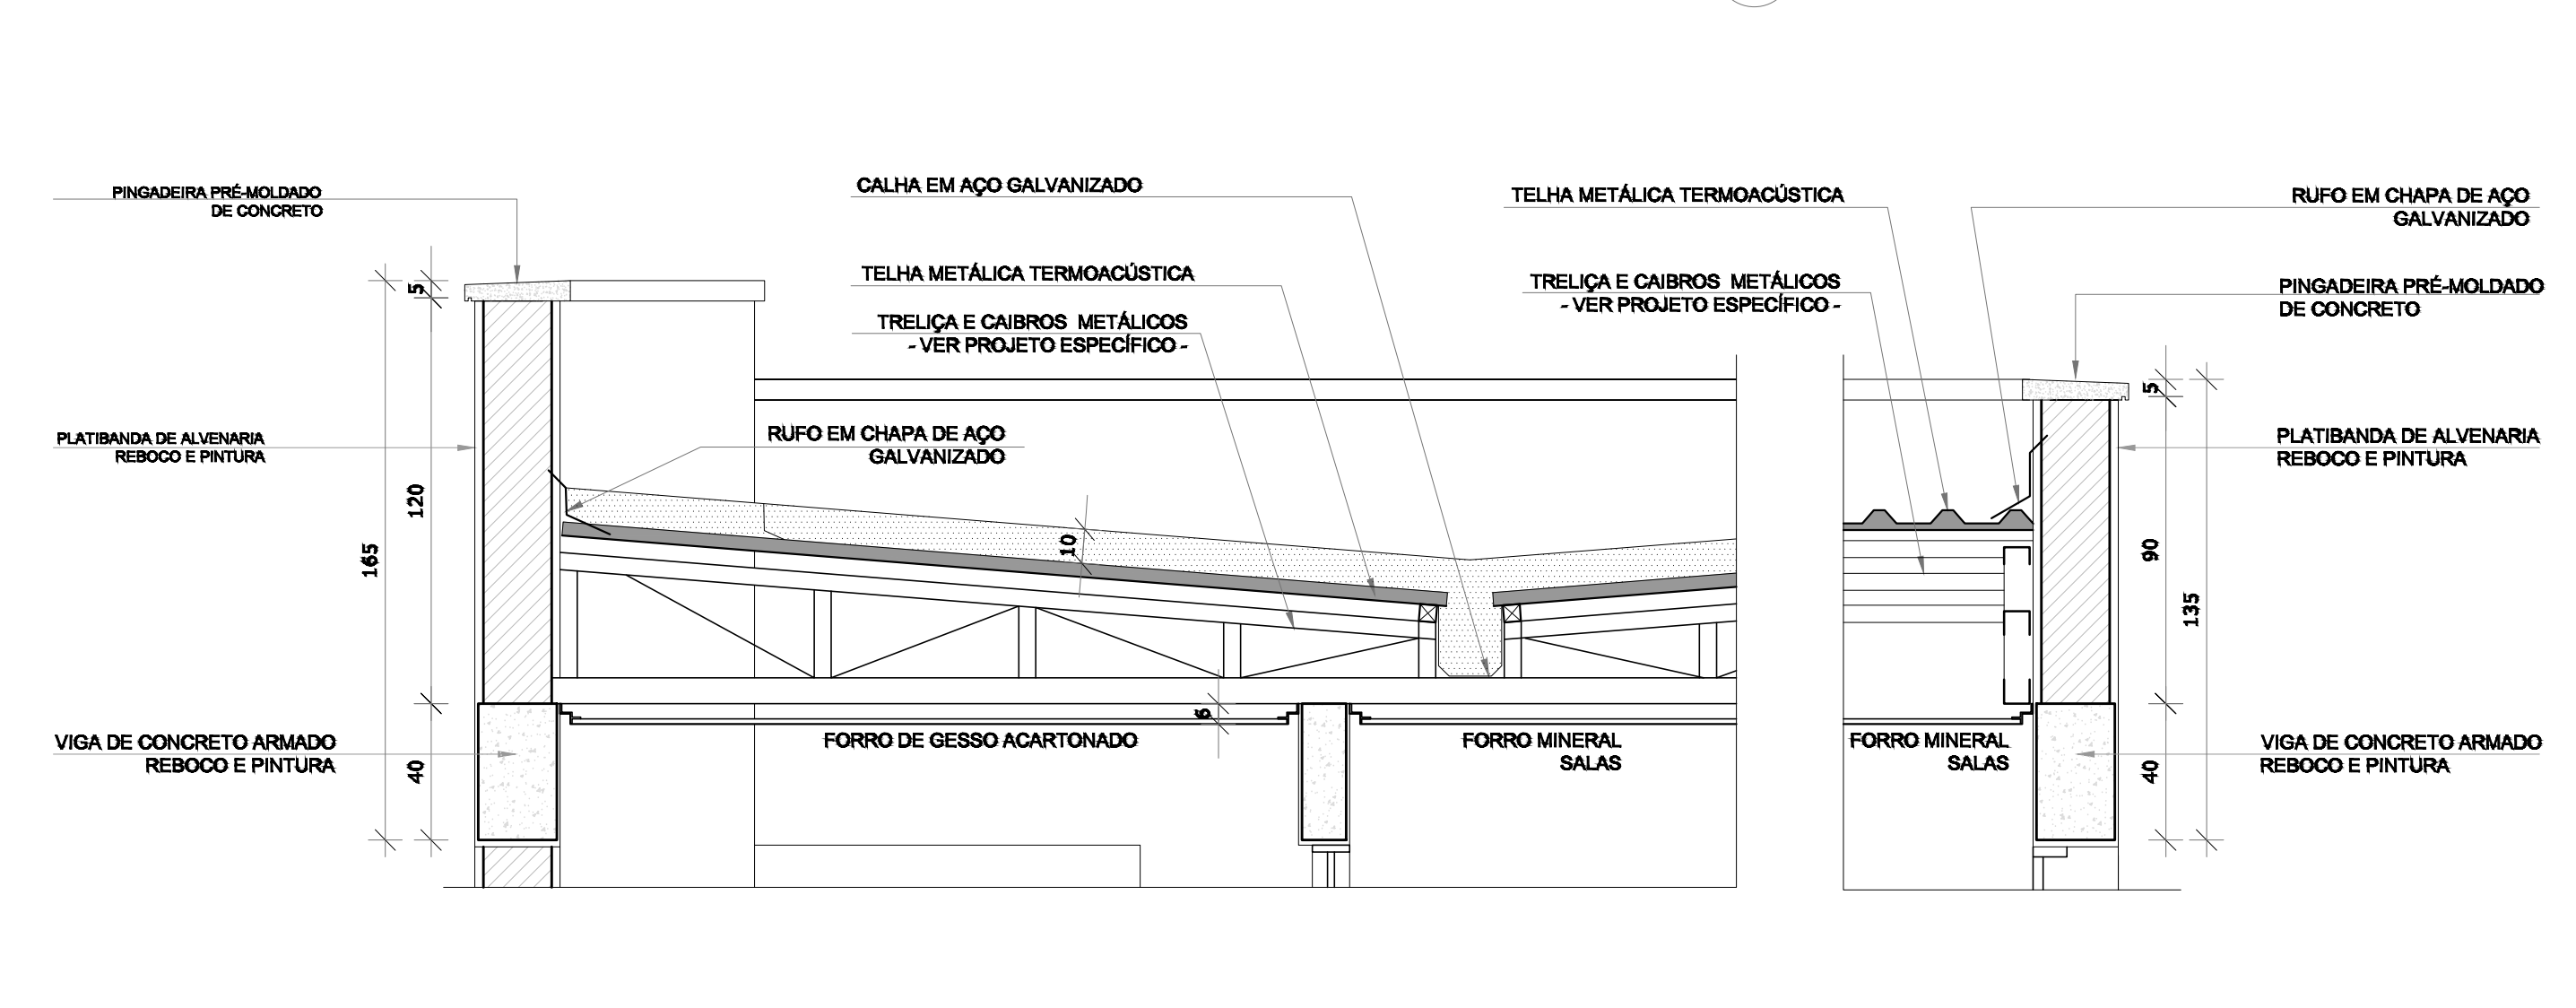 PINGADEIRA PRÉ-MOLDADO
DE CONCRETO
PLATIBANDA DE ALVENARIA
REBOCO E PINTURA
VIGA DE CONCRETO ARMADO
REBOCO E PINTURA
165
5
120
40
CALHA EM AÇO GALVANIZADO
TELHA METÁLICA TERMOACÚSTICA
TRELIÇA E CAIBROS METÁLICOS
- VER PROJETO ESPECÍFICO -
RUFO EM CHAPA DE AÇO
GALVANIZADO
10
6
FORRO DE GESSO ACARTONADO
FORRO MINERAL
SALAS
TELHA METÁLICA TERMOACÚSTICA
TRELIÇA E CAIBROS METÁLICOS
- VER PROJETO ESPECÍFICO -
FORRO MINERAL
SALAS
RUFO EM CHAPA DE AÇO
GALVANIZADO
PINGADEIRA PRÉ-MOLDADO
DE CONCRETO
PLATIBANDA DE ALVENARIA
REBOCO E PINTURA
VIGA DE CONCRETO ARMADO
REBOCO E PINTURA
5
90
40
135